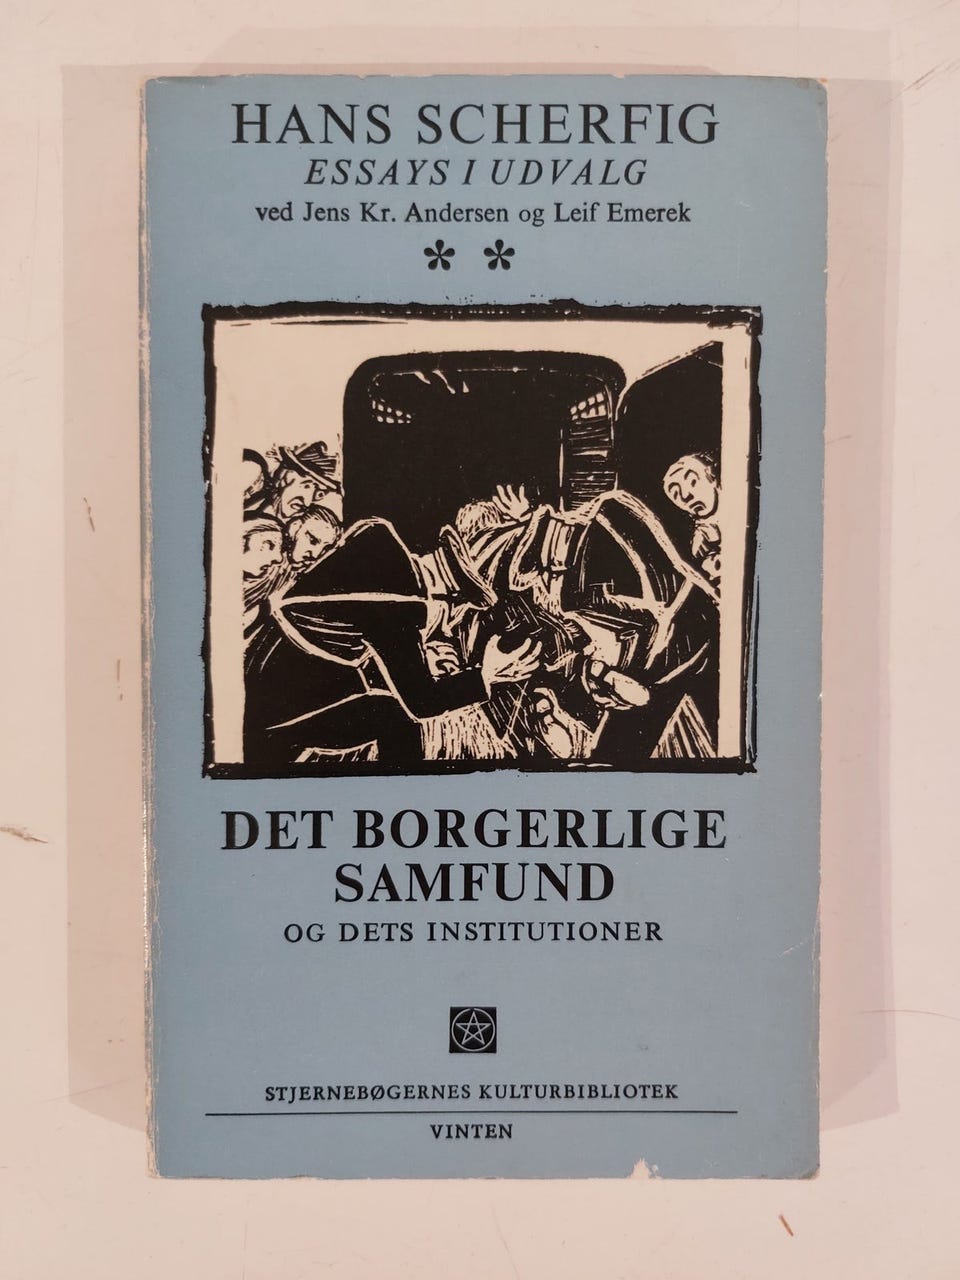 HANS SCHERFIG
ESSAYS I UDVALG
ved Jens Kr. Andersen og Leif Emerek
* *
DET BORGERLIGE
SAMFUND
OG DETS INSTITUTIONER
STJERNEBØGERNES KULTURBIBLIOTEK
VINTEN